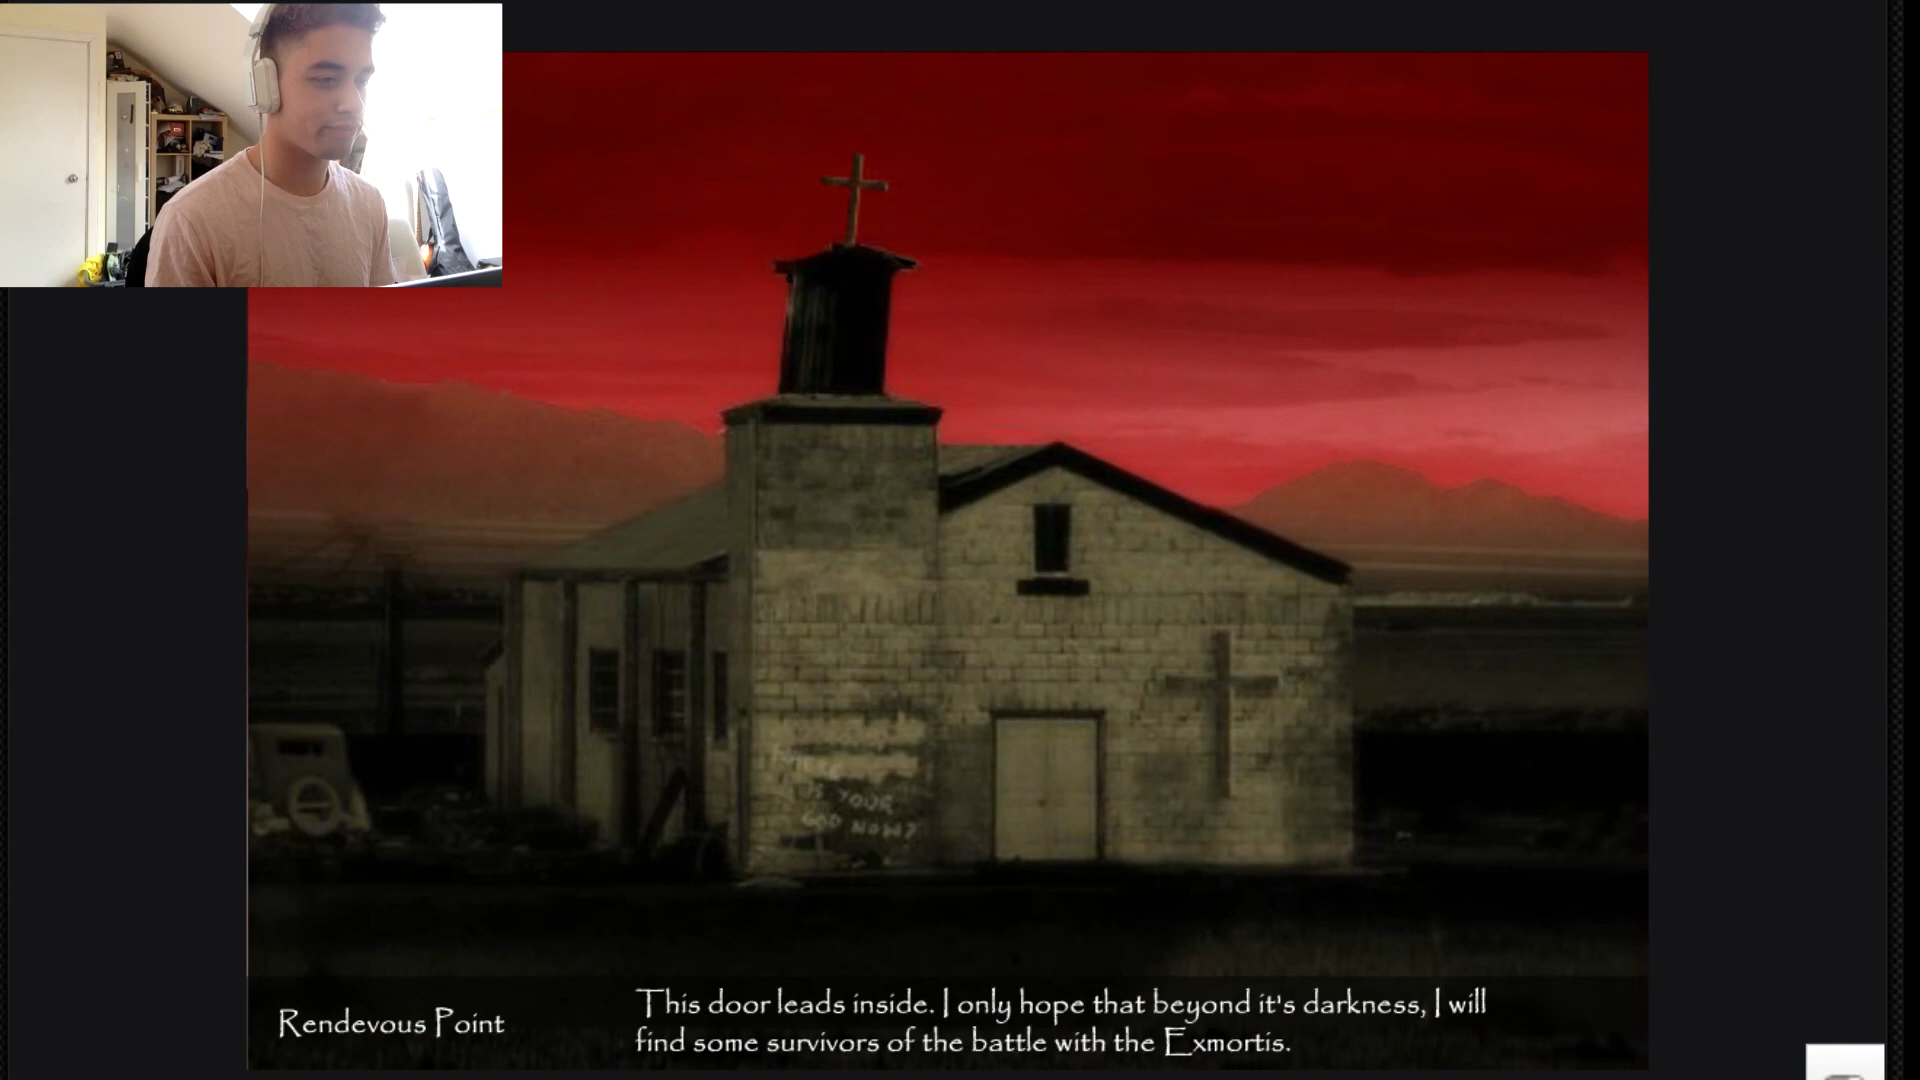 IS YOUR
GOD NOW?
Rendevous Point
This door leads inside. I only hope that beyond it's darkness, I will
find some survivors of the battle with the Exmortis.